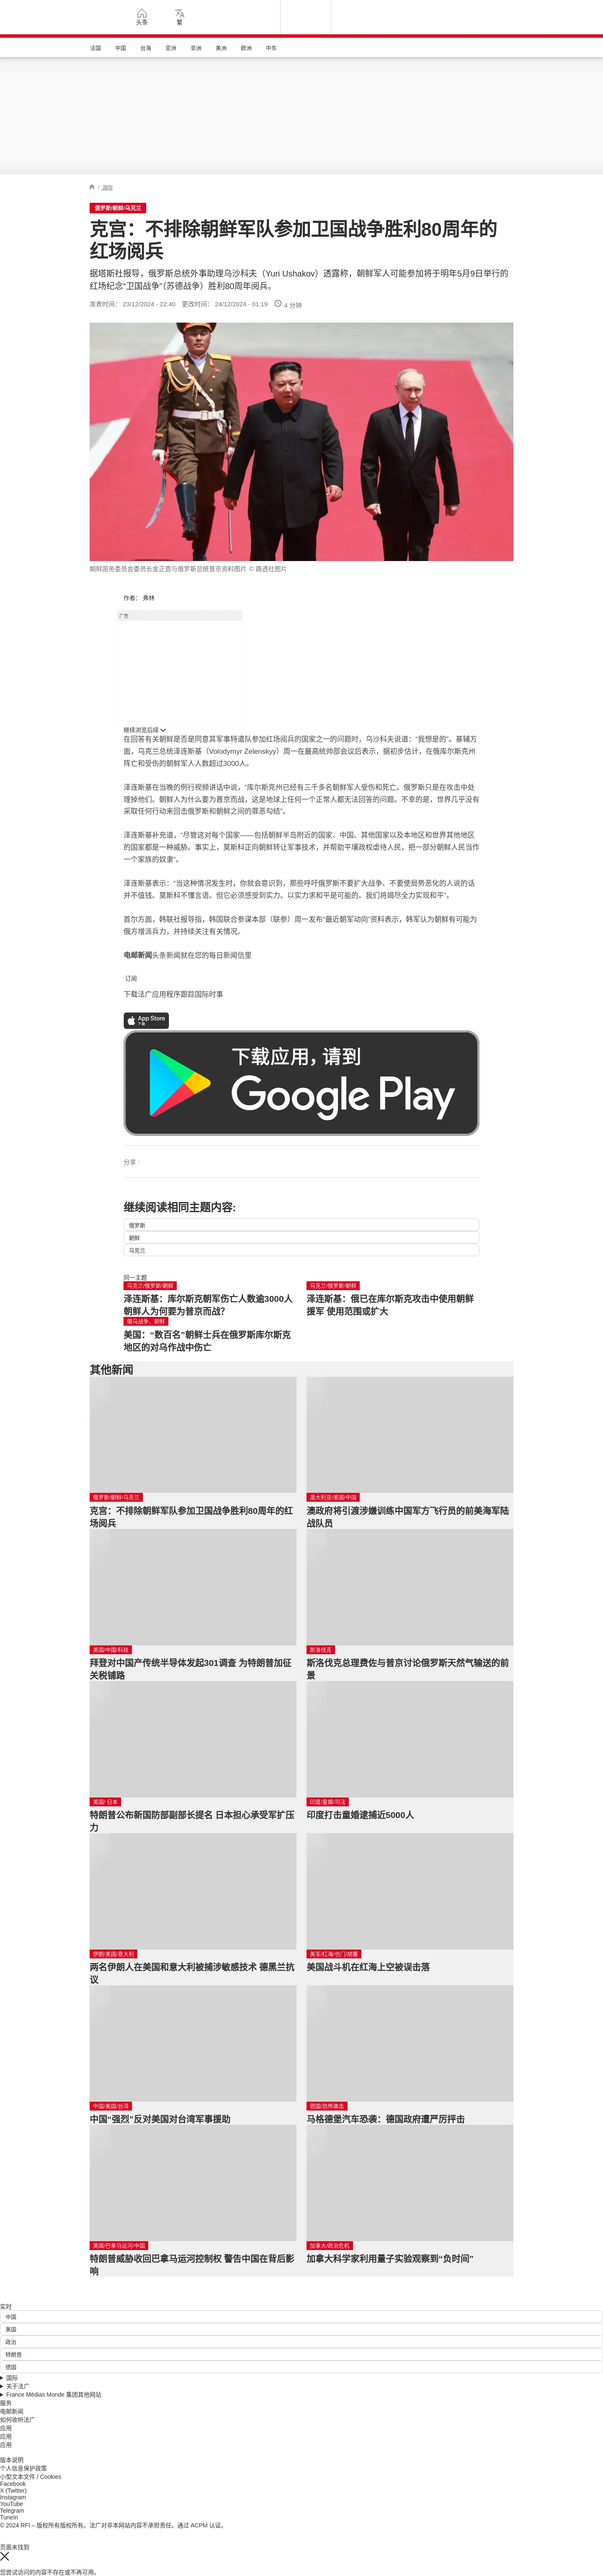 头条
繁
法国
中国
台海
亚洲
非洲
美洲
欧洲
中东
/ 国际
俄罗斯/朝鲜/乌克兰
克宫：不排除朝鲜军队参加卫国战争胜利80周年的
红场阅兵
据塔斯社报导，俄罗斯总统外事助理乌沙科夫（Yuri Ushakov）透露称，朝鲜军人可能参加将于明年5月9日举行的
红场纪念“卫国战争”（苏德战争）胜利80周年阅兵。
发表时间： 23/12/2024 - 22:40 更改时间： 24/12/2024 - 01:19 4 分钟
朝鲜国务委员会委员长金正恩与俄罗斯总统普京资料图片 © 路透社图片
作者： 弗林
广告
继续浏览后续
在回答有关朝鲜是否是同意其军事特遣队参加红场阅兵的国家之一的问题时，乌沙科夫说道：“我想是的”。基辅方
面，乌克兰总统泽连斯基（Volodymyr Zelenskyy）周一在最高统帅部会议后表示，据初步估计，在俄库尔斯克州
阵亡和受伤的朝鲜军人人数超过3000人。
泽连斯基在当晚的例行视频讲话中说，“库尔斯克州已经有三千多名朝鲜军人受伤和死亡。俄罗斯只是在攻击中处
理掉他们。朝鲜人为什么要为普京而战，这是地球上任何一个正常人都无法回答的问题。不幸的是，世界几乎没有
采取任何行动来回击俄罗斯和朝鲜之间的罪恶勾结”。
泽连斯基补充道，“尽管这对每个国家——包括朝鲜半岛附近的国家、中国、其他国家以及本地区和世界其他地区
的国家都是一种威胁。事实上，莫斯科正向朝鲜转让军事技术，并帮助平壤政权虐待人民，把一部分朝鲜人民当作
一个家族的奴隶”。
泽连斯基表示：“当这种情况发生时，你就会意识到，那些呼吁俄罗斯不要扩大战争、不要使局势恶化的人说的话
并不值钱。莫斯科不懂言语。但它必须感受到实力。以实力求和平是可能的。我们将竭尽全力实现和平”。
首尔方面，韩联社报导指，韩国联合参谋本部（联参）周一发布“最近朝军动向”资料表示，韩军认为朝鲜有可能为
俄方增派兵力，并持续关注有关情况。
电邮新闻头条新闻就在您的每日新闻信里
订阅
下载法广应用程序跟踪国际时事
App Store
下载
下载应用，请到
Google Play
分享 :
继续阅读相同主题内容:
俄罗斯
朝鲜
乌克兰
同一主题
乌克兰/俄罗斯/朝鲜
泽连斯基：库尔斯克朝军伤亡人数逾3000人
朝鲜人为何要为普京而战？
乌克兰/俄罗斯/朝鲜
泽连斯基：俄已在库尔斯克攻击中使用朝鲜
援军 使用范围或扩大
俄乌战争，朝鲜
美国：“数百名”朝鲜士兵在俄罗斯库尔斯克
地区的对乌作战中伤亡
其他新闻
俄罗斯/朝鲜/乌克兰
克宫：不排除朝鲜军队参加卫国战争胜利80周年的红
场阅兵
澳大利亚/美国/中国
澳政府将引渡涉嫌训练中国军方飞行员的前美海军陆
战队员
美国/中国/科技
拜登对中国产传统半导体发起301调查 为特朗普加征
关税铺路
斯洛伐克
斯洛伐克总理费佐与普京讨论俄罗斯天然气输送的前
景
美国/ 日本
特朗普公布新国防部副部长提名 日本担心承受军扩压
力
印度/童婚/司法
印度打击童婚逮捕近5000人
伊朗/美国/意大利
两名伊朗人在美国和意大利被捕涉敏感技术 德黑兰抗
议
美军/红海/也门/胡塞
美国战斗机在红海上空被误击落
中国/美国/台湾
中国“强烈”反对美国对台湾军事援助
德国/恐怖袭击
马格德堡汽车恐袭：德国政府遭严厉抨击
美国/巴拿马运河/中国
特朗普威胁收回巴拿马运河控制权 警告中国在背后影
响
加拿大/政治危机
加拿大科学家利用量子实验观察到“负时间”
实时
中国
美国
政治
特朗普
德国
国际
关于法广
France Médias Monde 集团其他网站
服务
电邮新闻
如何收听法广
应用
应用
应用
版本说明
个人信息保护政策
小型文本文件 / Cookies
Facebook
X (Twitter)
Instagram
YouTube
Telegram
TuneIn
© 2024 RFI – 版权所有版权所有。法广对非本网站内容不承担责任。通过 ACPM 认证。
页面未找到
您尝试访问的内容不存在或不再可用。